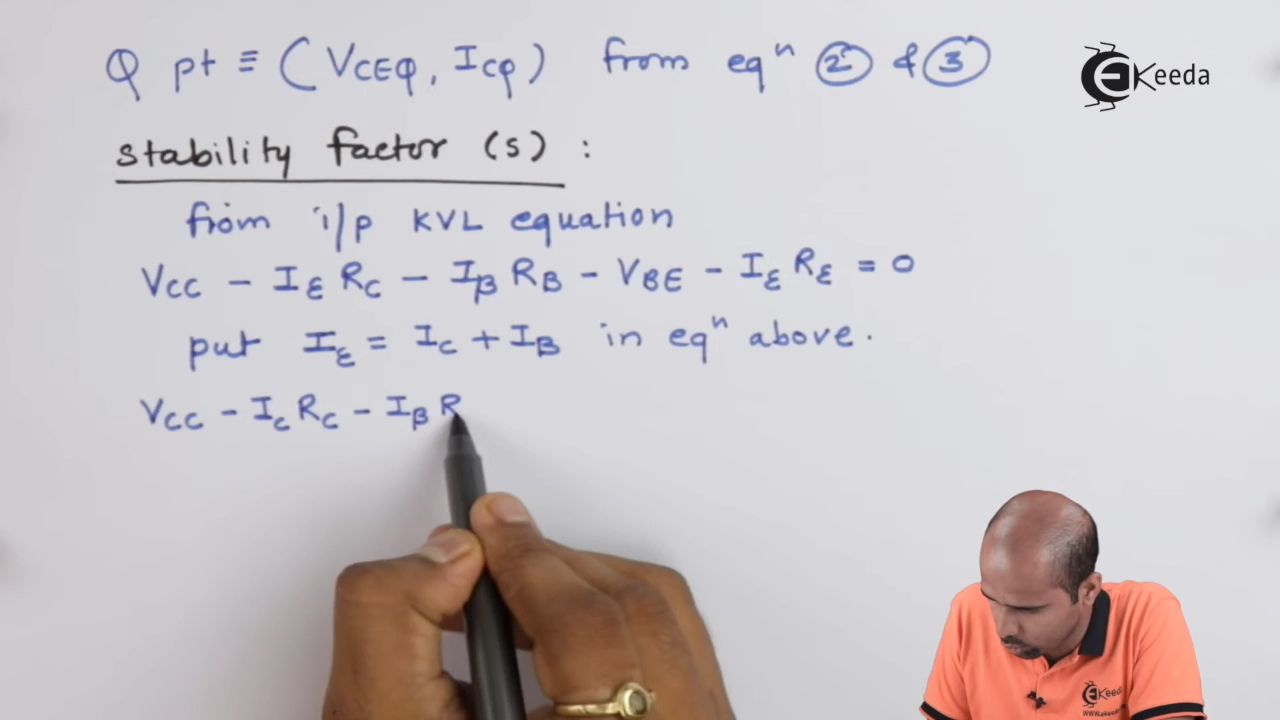 Q pt ≡ (VCEQ, ICQ) from eqn ② & ③
EKeeda
Stability factor (s) :
from i/p KVL equation
VCC - IE RC - IB RB - VBE - IE RE = 0
put IE = IC + IB in eqn above.
VCC - IC RC - IB R
EKeeda